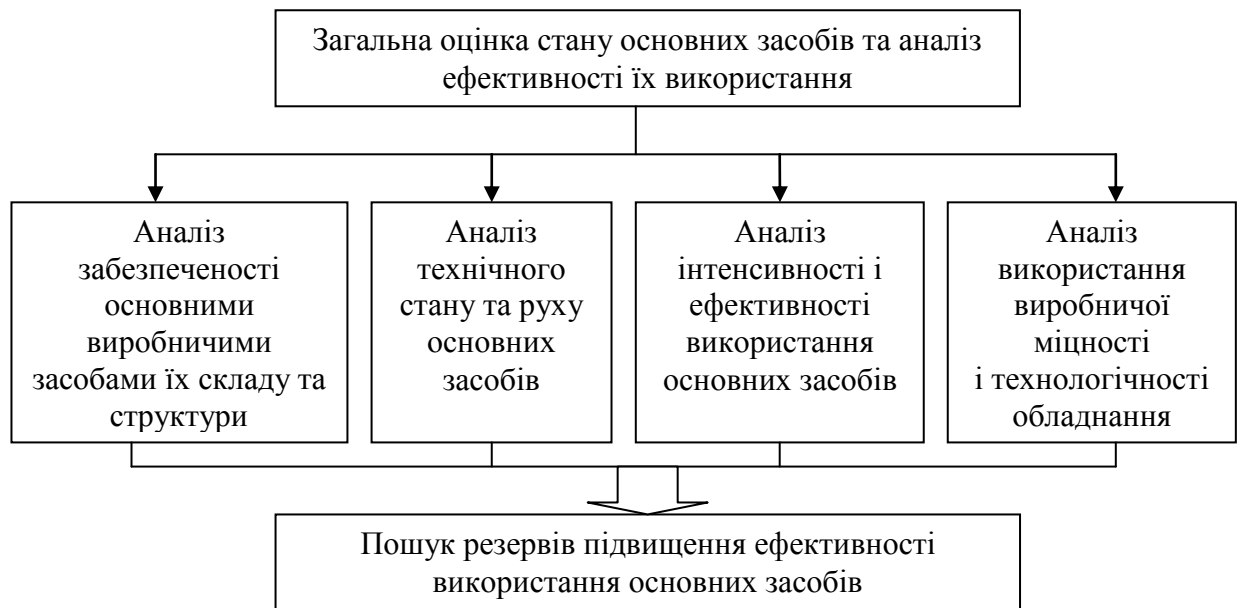 Загальна оцінка стану основних засобів та аналіз
ефективності їх використання
Аналіз
забезпеченості
основними
виробничими
засобами їх складу та
структури
Аналіз
технічного
стану та руху
основних
засобів
Аналіз
інтенсивності і
ефективності
використання
основних засобів
Аналіз
використання
виробничої
міцності
і технологічності
обладнання
Пошук резервів підвищення ефективності
використання основних засобів